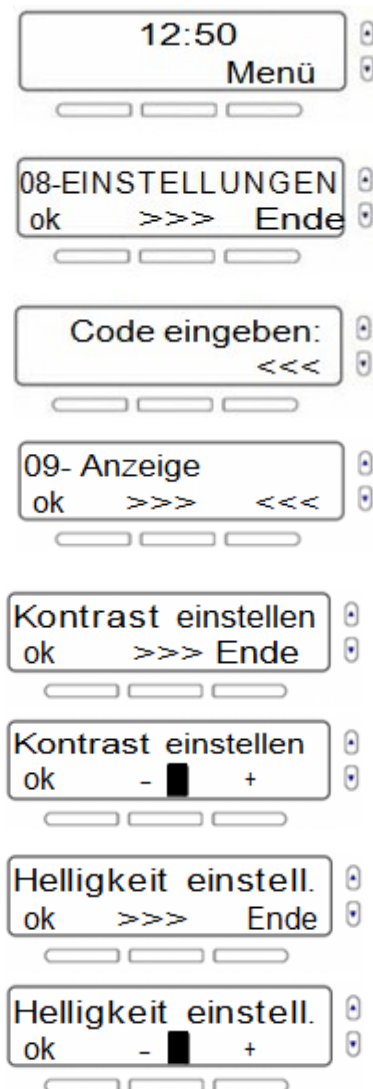 12:50
Menü
08-EINSTELLUNGEN
ok >>> Ende
Code eingeben:
<<<
09- Anzeige
ok >>> <<<
Kontrast einstellen
ok >>> Ende
Kontrast einstellen
ok - +
Helligkeit einstell.
ok >>> Ende
Helligkeit einstell.
ok - +